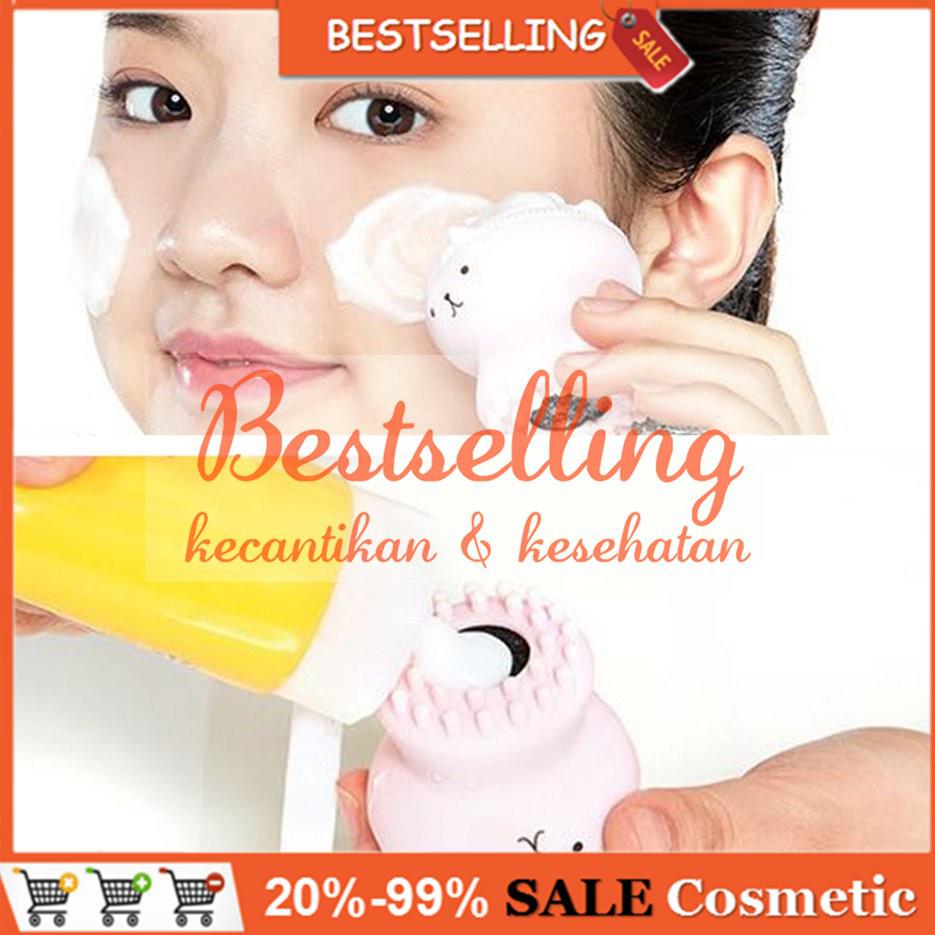 BESTSELLING
SALE
Bestselling
kecantikan & kesehatan
20%-99% SALE Cosmetic